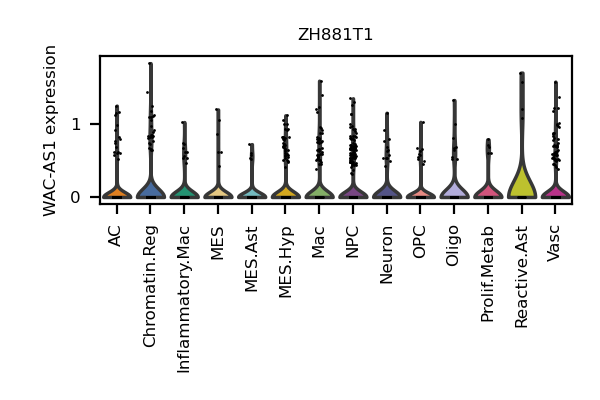 ZH881T1
WAC-AS1 expression
1
0
AC
Chromatin.Reg
Inflammatory.Mac
MES
MES.Ast
MES.Hyp
Mac
NPC
Neuron
OPC
Oligo
Prolif.Metab
Reactive.Ast
Vasc